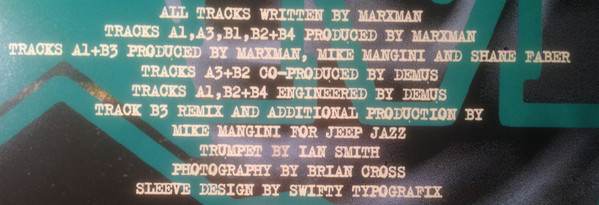 ALL TRACKS WRITTEN BY MARXMAN
TRACKS A1,A3,B1,B2+B4 PRODUCED BY MARXMAN
TRACKS A1+B3 PRODUCED BY MARXMAN, MIKE MANGINI AND SHANE FABER
TRACKS A3+B2 CO-PRODUCED BY DEMUS
TRACKS A1,B2+B4 ENGINEERED BY DEMUS
TRACK B3 REMIX AND ADDITIONAL PRODUCTION BY
MIKE MANGINI FOR JEEP JAZZ
TRUMPET BY IAN SMITH
PHOTOGRAPHY BY BRIAN CROSS
SLEEVE DESIGN BY SWIFTY TYPOGRAFIX